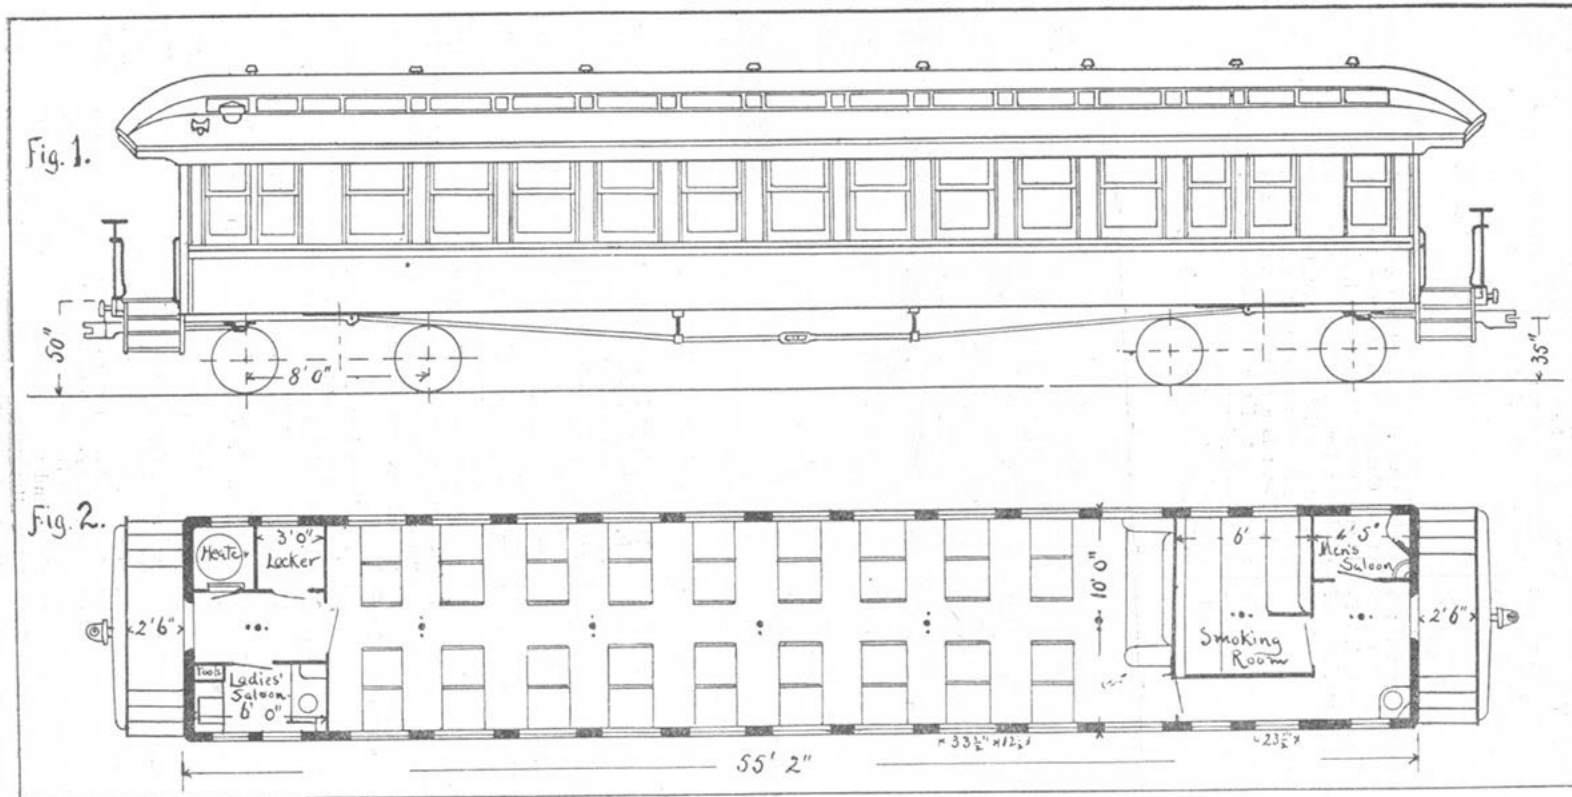 Fig. 1.
50"
8' 0"
35"
Fig. 2.
2' 6"
Heater
3' 0"
Locker
Tools
Ladies'
Saloon
6' 0"
10' 0"
6'
4' 5"
Men's
Saloon
Smoking
Room
2' 6"
33½" 12½
23½"
55' 2"